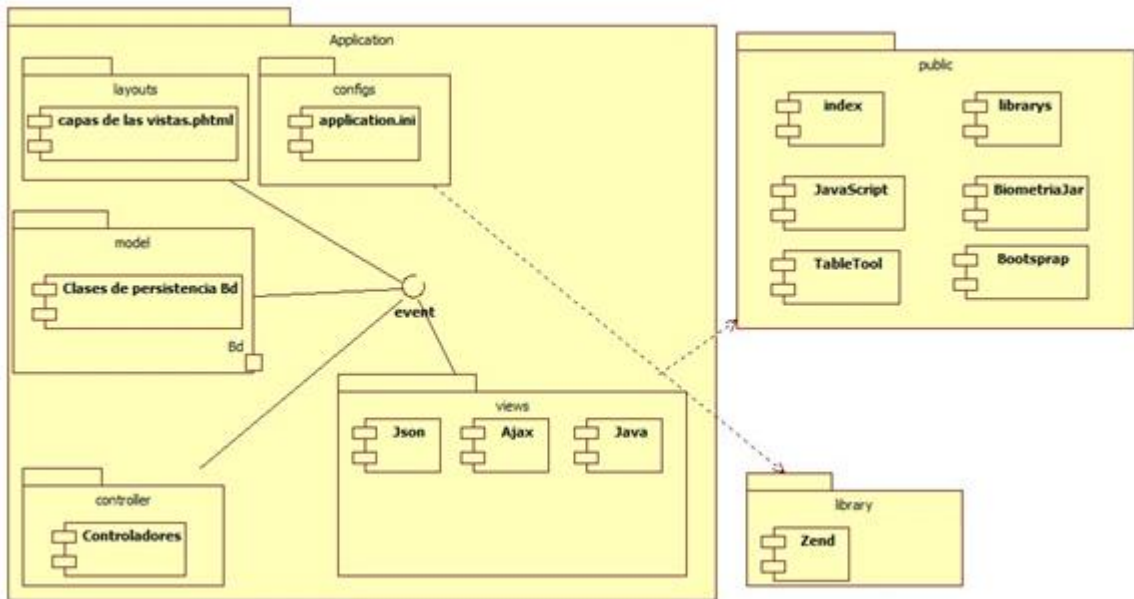 Application
layouts
capas de las vistas.phtml
configs
application.ini
model
Clases de persistencia Bd
Bd
event
views
Json
Ajax
Java
controller
Controladores
public
index
librarys
JavaScript
BiometriaJar
TableTool
Bootsprap
library
Zend